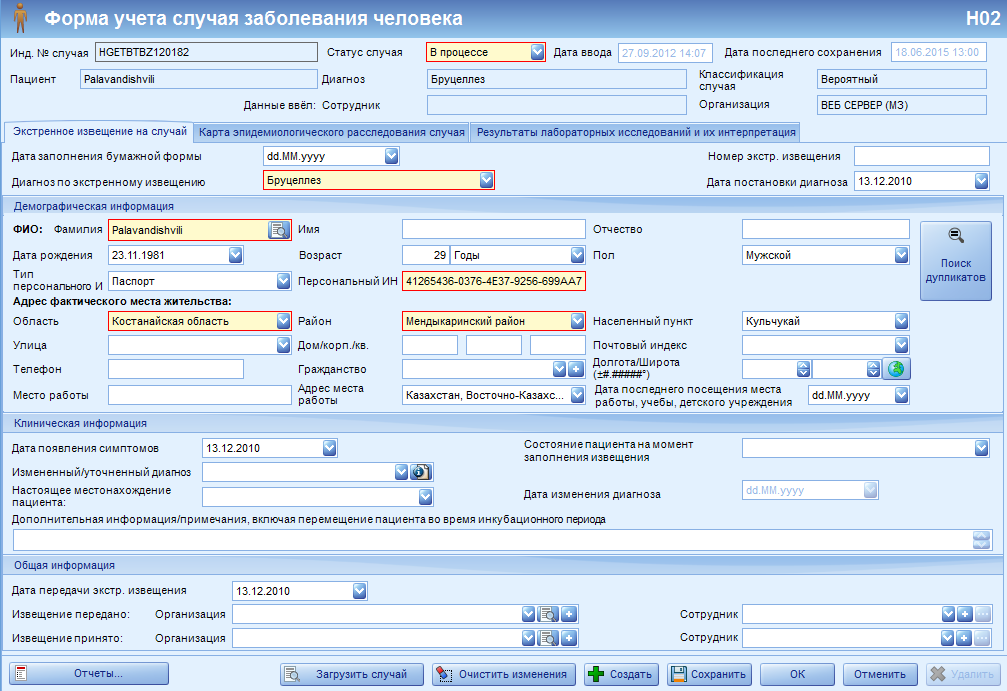 Форма учета случая заболевания человека H02
Инд. № случая HGETBTBZ120182 Статус случая В процессе Дата ввода 27.09.2012 14:07 Дата последнего сохранения 18.06.2015 13:00
Пациент Palavandishvili Диагноз Бруцеллез Классификация случая Вероятный
Данные ввёл: Сотрудник Организация ВЕБ СЕРВЕР (МЗ)
Экстренное извещение на случай Карта эпидемиологического расследования случая Результаты лабораторных исследований и их интерпретация
Дата заполнения бумажной формы dd.MM.yyyy Номер экстр. извещения
Диагноз по экстренному извещению Бруцеллез Дата постановки диагноза 13.12.2010
Демографическая информация
ФИО: Фамилия Palavandishvili Имя Отчество
Дата рождения 23.11.1981 Возраст 29 Годы Пол Мужской
Поиск дупликатов
Тип персонального И Паспорт Персональный ИН 41265436-0376-4E37-9256-699AA7
Адрес фактического места жительства:
Область Костанайская область Район Мендыкаринский район Населенный пункт Кульчукай
Улица Дом/корп./кв. Почтовый индекс
Телефон Гражданство Долгота/Широта (±#.#####°)
Место работы Адрес места работы Казахстан, Восточно-Казахс... Дата последнего посещения места работы, учебы, детского учреждения dd.MM.yyyy
Клиническая информация
Дата появления симптомов 13.12.2010 Состояние пациента на момент заполнения извещения
Измененный/уточненный диагноз
Настоящее местонахождение пациента: Дата изменения диагноза dd.MM.yyyy
Дополнительная информация/примечания, включая перемещение пациента во время инкубационного периода
Общая информация
Дата передачи экстр. извещения 13.12.2010
Извещение передано: Организация Сотрудник
Извещение принято: Организация Сотрудник
Отчеты... Загрузить случай Очистить изменения Создать Сохранить ОК Отменить Удалить